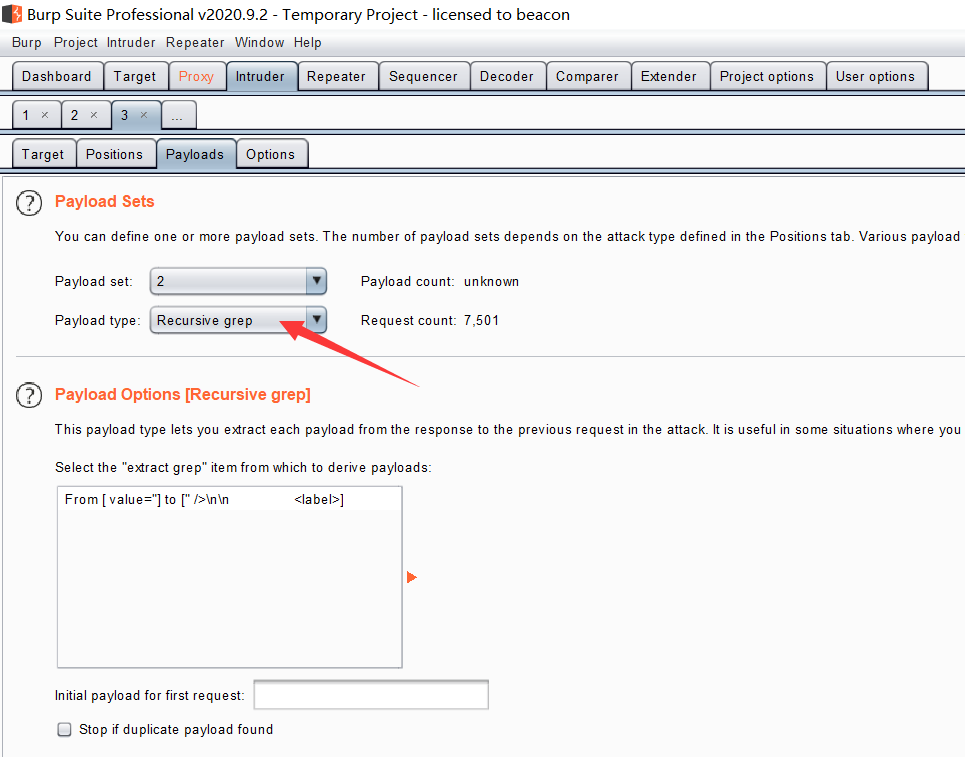 Burp Suite Professional v2020.9.2 - Temporary Project - licensed to beacon
Burp Project Intruder Repeater Window Help
Dashboard Target Proxy Intruder Repeater Sequencer Decoder Comparer Extender Project options User options
1 × 2 × 3 × ...
Target Positions Payloads Options
? Payload Sets
You can define one or more payload sets. The number of payload sets depends on the attack type defined in the Positions tab. Various payload
Payload set: 2 Payload count: unknown
Payload type: Recursive grep Request count: 7,501
? Payload Options [Recursive grep]
This payload type lets you extract each payload from the response to the previous request in the attack. It is useful in some situations where you
Select the "extract grep" item from which to derive payloads:
From [ value="] to [" />\n\n                <label>]
Initial payload for first request:
Stop if duplicate payload found